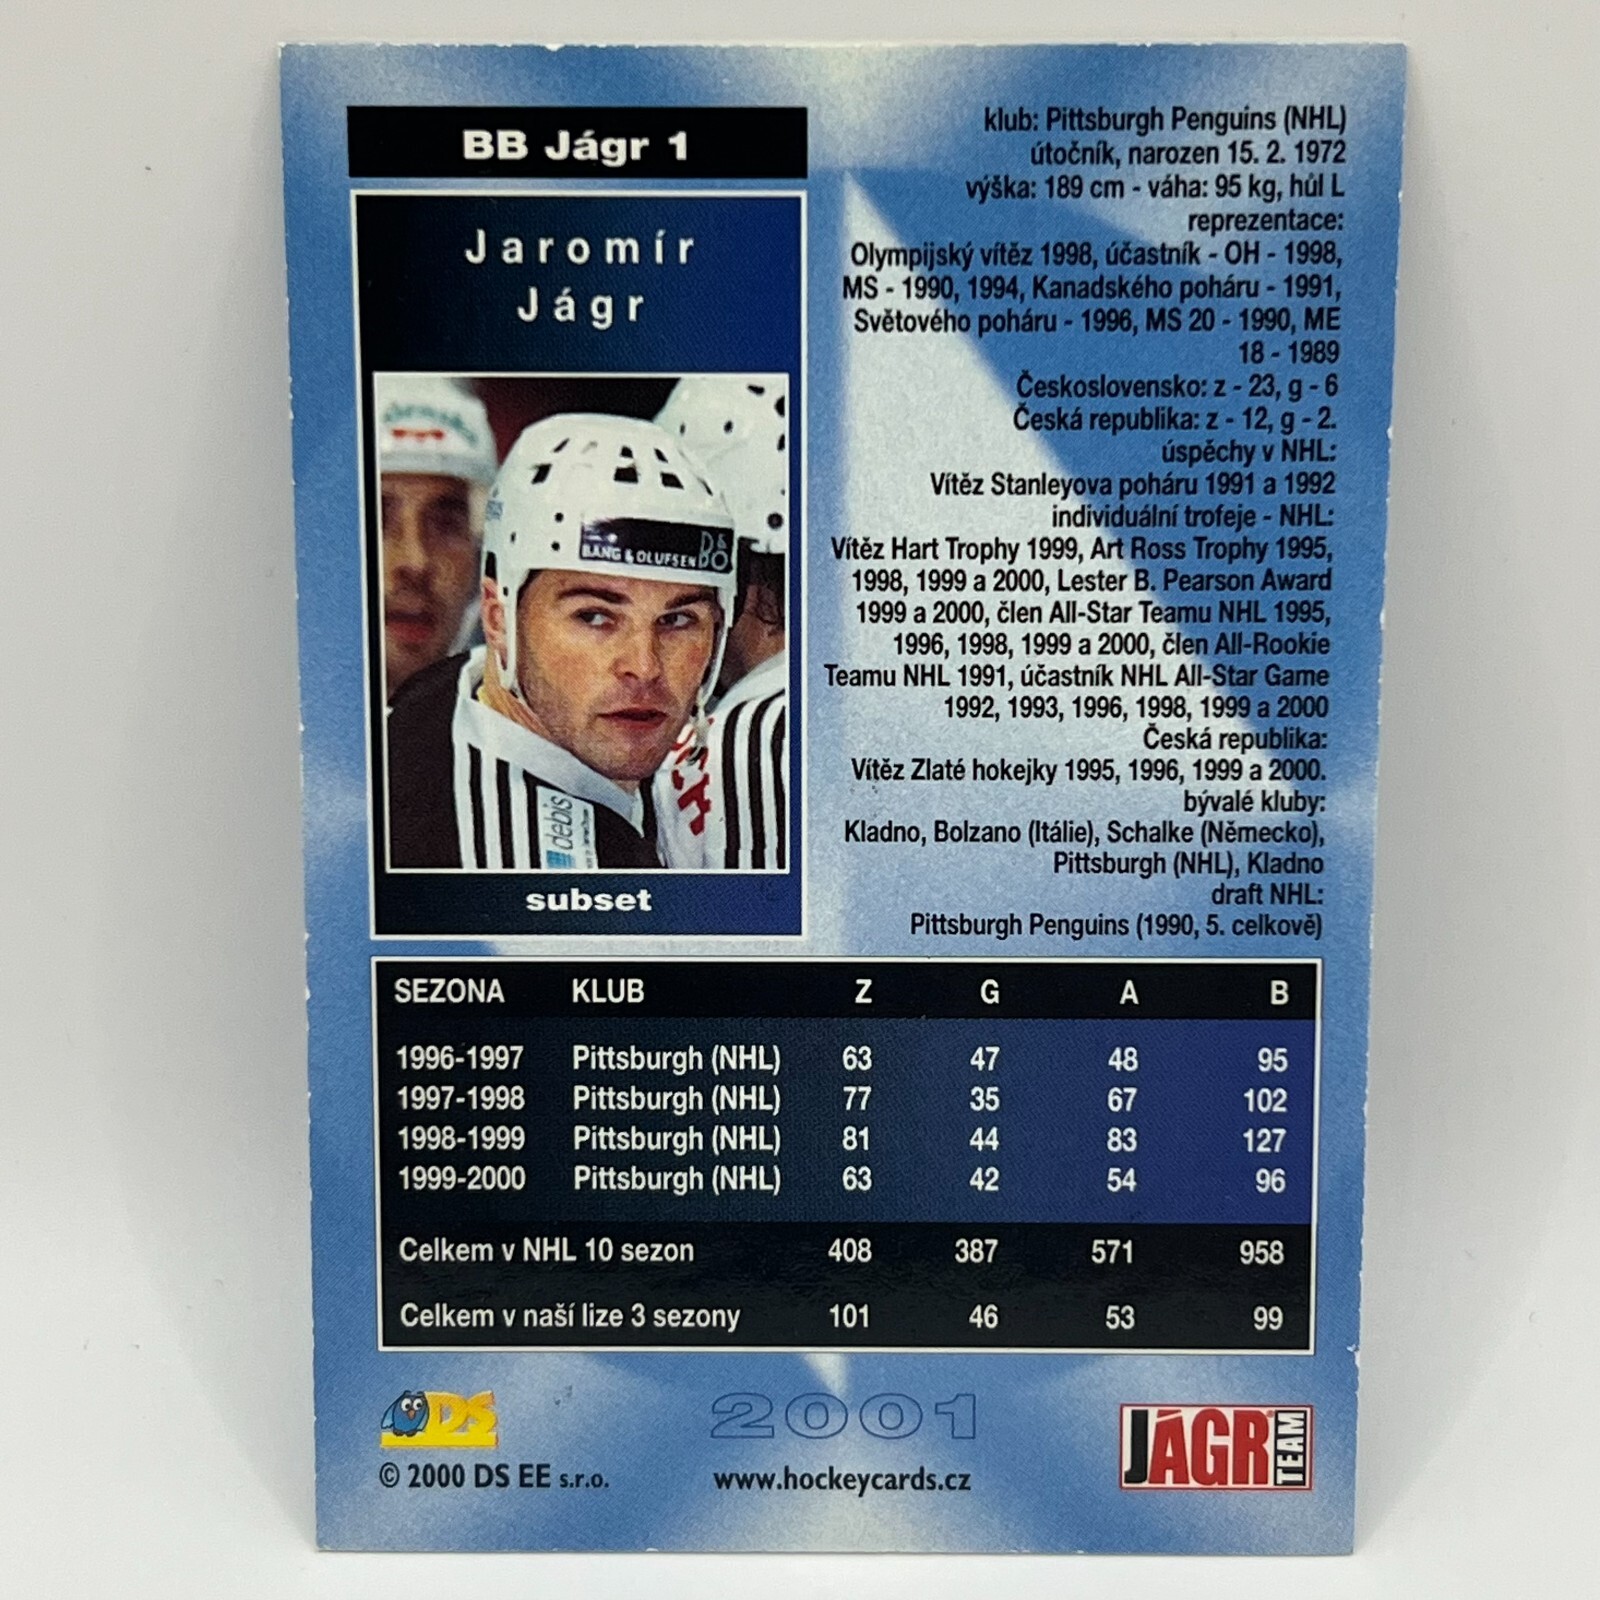 BB Jágr 1
Jaromír
Jágr
BANG & OLUFSEN B&O
debis
subset
klub: Pittsburgh Penguins (NHL)
útočník, narozen 15. 2. 1972
výška: 189 cm - váha: 95 kg, hůl L
reprezentace:
Olympijský vítěz 1998, účastník - OH - 1998,
MS - 1990, 1994, Kanadského poháru - 1991,
Světového poháru - 1996, MS 20 - 1990, ME
18 - 1989
Československo: z - 23, g - 6
Česká republika: z - 12, g - 2.
úspěchy v NHL:
Vítěz Stanleyova poháru 1991 a 1992
individuální trofeje - NHL:
Vítěz Hart Trophy 1999, Art Ross Trophy 1995,
1998, 1999 a 2000, Lester B. Pearson Award
1999 a 2000, člen All-Star Teamu NHL 1995,
1996, 1998, 1999 a 2000, člen All-Rookie
Teamu NHL 1991, účastník NHL All-Star Game
1992, 1993, 1996, 1998, 1999 a 2000
Česká republika:
Vítěz Zlaté hokejky 1995, 1996, 1999 a 2000.
bývalé kluby:
Kladno, Bolzano (Itálie), Schalke (Německo),
Pittsburgh (NHL), Kladno
draft NHL:
Pittsburgh Penguins (1990, 5. celkově)
SEZONA KLUB Z G A B
1996-1997 Pittsburgh (NHL) 63 47 48 95
1997-1998 Pittsburgh (NHL) 77 35 67 102
1998-1999 Pittsburgh (NHL) 81 44 83 127
1999-2000 Pittsburgh (NHL) 63 42 54 96
Celkem v NHL 10 sezon 408 387 571 958
Celkem v naší lize 3 sezony 101 46 53 99
DS
© 2000 DS EE s.r.o.
2001
www.hockeycards.cz
JÁGR® TEAM